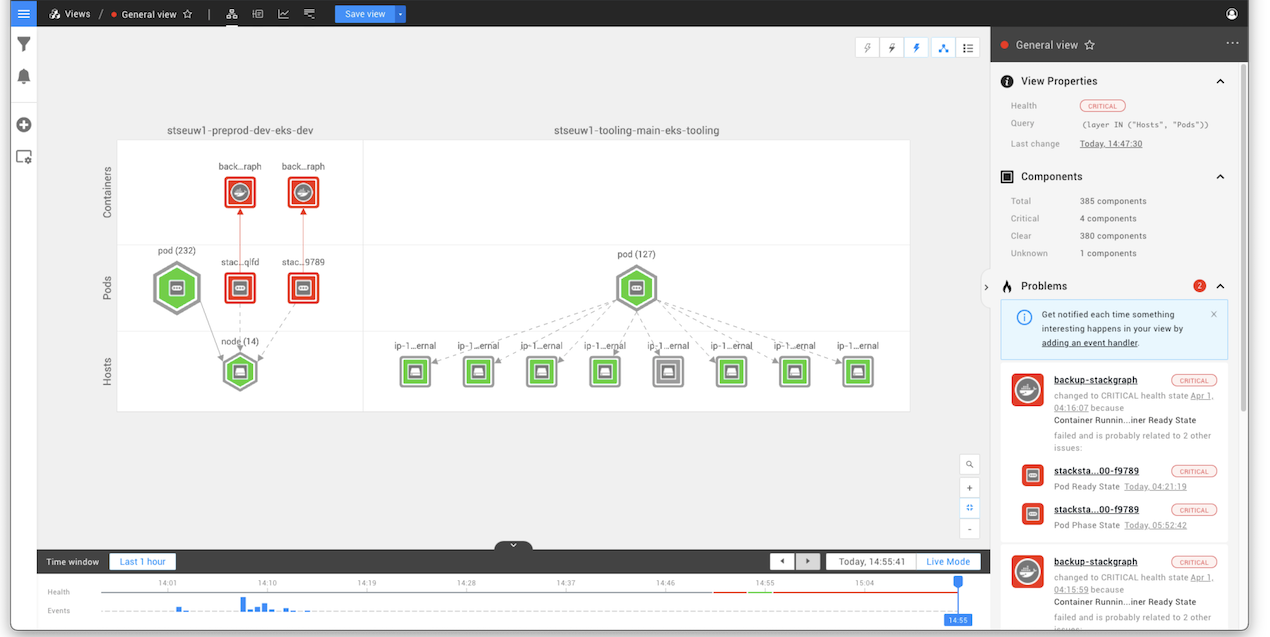 Views / General view
Save view
General view
View Properties
Health CRITICAL
Query (layer IN ("Hosts", "Pods"))
Last change Today, 14:47:30
Components
Total 385 components
Critical 4 components
Clear 380 components
Unknown 1 components
Problems 2
Get notified each time something
interesting happens in your view by
adding an event handler.
backup-stackgraph CRITICAL
changed to CRITICAL health state Apr 1,
04:16:07 because
Container Runnin...iner Ready State
failed and is probably related to 2 other
issues:
stacksta...00-f9789 CRITICAL
Pod Ready State Today, 04:21:19
stacksta...00-f9789 CRITICAL
Pod Phase State Today, 05:52:42
backup-stackgraph CRITICAL
changed to CRITICAL health state Apr 1,
04:15:59 because
Container Runnin...iner Ready State
failed and is probably related to 2 other
stseuw1-preprod-dev-eks-dev
stseuw1-tooling-main-eks-tooling
Containers
back...raph
back...raph
Pods
pod (232)
stac...qlfd
stac...9789
pod (127)
Hosts
node (14)
ip-1...ernal
ip-1...ernal
ip-1...ernal
ip-1...ernal
ip-1...ernal
ip-1...ernal
ip-1...ernal
ip-1...ernal
Time window Last 1 hour
Today, 14:55:41 Live Mode
14:01 14:10 14:19 14:28 14:37 14:46 14:55 15:04
Health
Events
14:55